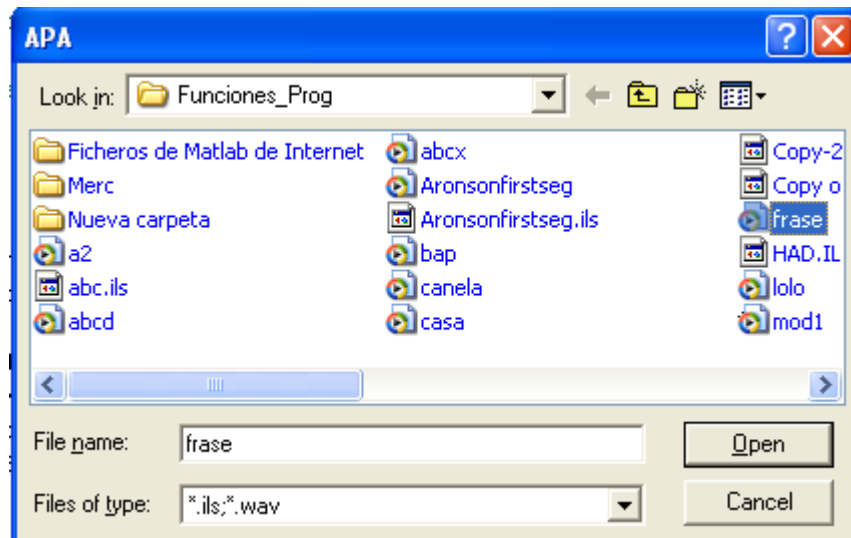 APA
Look in: Funciones_Prog
Ficheros de Matlab de Internet
Merc
Nueva carpeta
a2
abc.ils
abcd
abcx
Aronsonfirstseg
Aronsonfirstseg.ils
bap
canela
casa
Copy-2
Copy o
frase
HAD.IL
lolo
mod1
File name: frase Open
Files of type: *.ils;*.wav Cancel